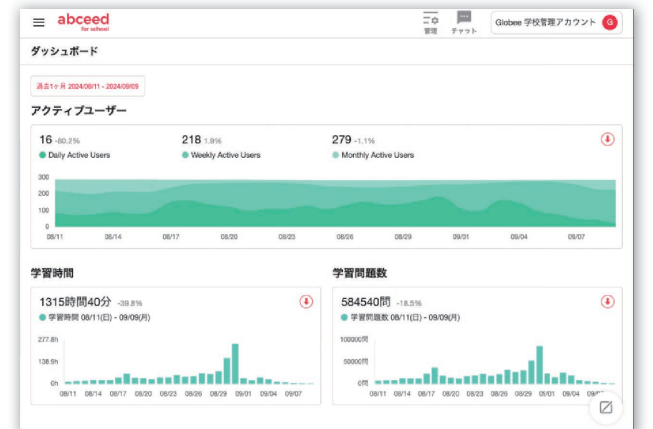 abceed
for school
管理
チャット
Globee 学校管理アカウント G
ダッシュボード
過去1ヶ月 2024/08/11 - 2024/09/09
アクティブユーザー
16 -80.2%
218 1.9%
279 -1.1%
Daily Active Users
Weekly Active Users
Monthly Active Users
300
200
100
0
08/11 08/14 08/17 08/20 08/23 08/26 08/29 09/01 09/04 09/07
学習時間
1315時間40分 -39.8%
学習時間 08/11(日) - 09/09(月)
277.8h
138.9h
0h
08/11 08/14 08/17 08/20 08/23 08/26 08/29 09/01 09/04 09/07
学習問題数
584540問 -18.5%
学習問題数 08/11(日) - 09/09(月)
100000問
50000問
0問
08/11 08/14 08/17 08/20 08/23 08/26 08/29 09/01 09/04 09/07